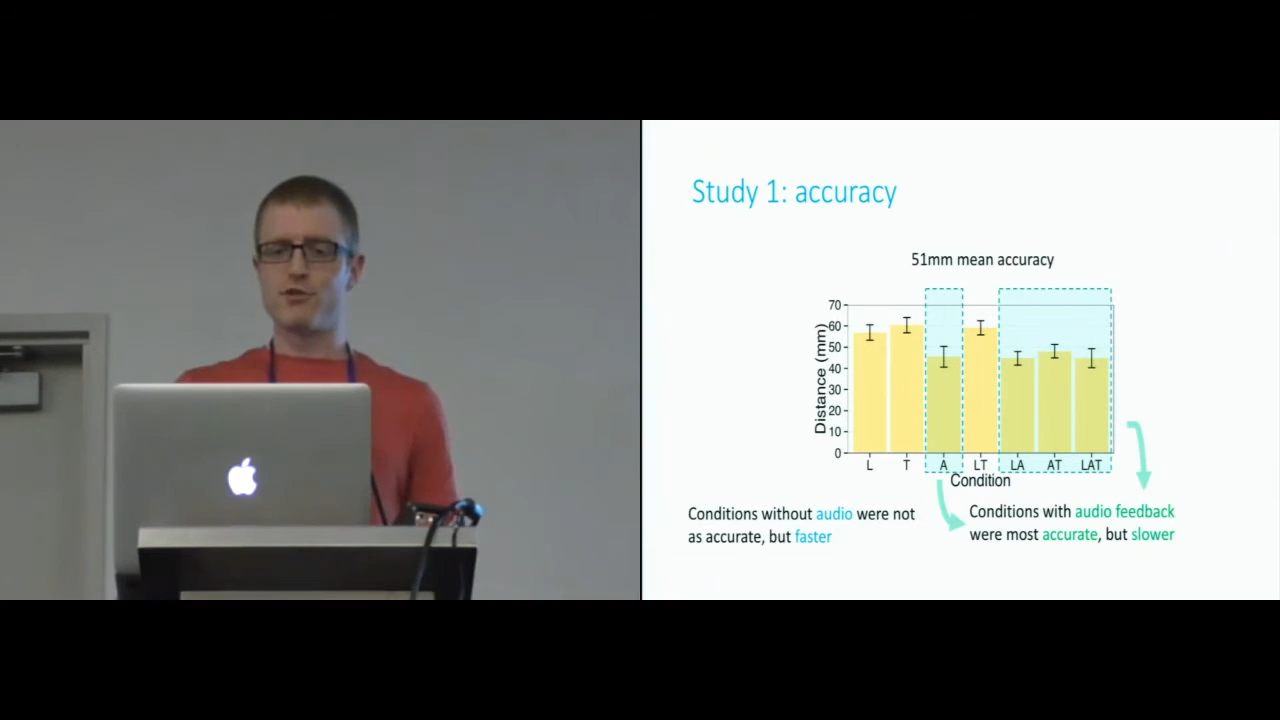 Study 1: accuracy
51mm mean accuracy
70
60
50
40
30
20
10
0
Distance (mm)
L T A LT LA AT LAT
Condition
Conditions without audio were not
as accurate, but faster
Conditions with audio feedback
were most accurate, but slower